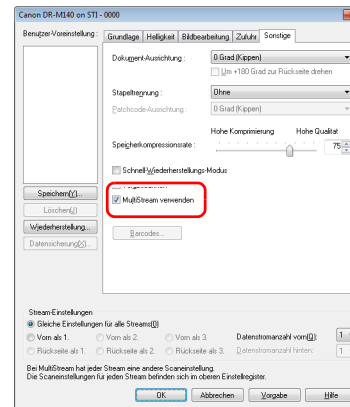 Canon DR-M140 on STI - 0000
Benutzer-Voreinstellung :
Grundlage Helligkeit Bildbearbeitung Zufuhr Sonstige
Dokument-Ausrichtung : 0 Grad (Kippen)
Um +180 Grad zur Rückseite drehen
Stapeltrennung : Ohne
Patchcode-Ausrichtung : 0 Grad (Kippen)
Hohe Komprimierung Hohe Qualität
Speicherkompressionsrate : 75
Schnell-Wiederherstellungs-Modus
MultiStream verwenden
Barcodes...
Speichern(Y)...
Löschen(J)
Wiederherstellung...
Datensicherung(X)...
Stream-Einstellungen
Gleiche Einstellungen für alle Streams(0)
Vorn als 1. Vorn als 2. Vorn als 3. Datenstromanzahl vorn(Q): 1
Rückseite als 1. Rückseite als 2. Rückseite als 3. Datenstromanzahl hinten: 1
Bei MultiStream hat jeder Stream eine andere Scaneinstellung.
Die Scaneinstellungen für jeden Stream befinden sich im oberen Einstellregister.
OK Abbrechen Vorgabe Hilfe